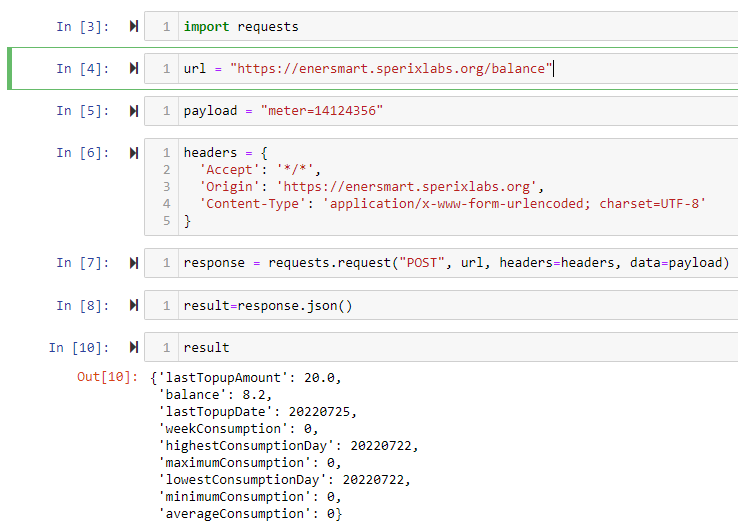 In [3]: 1 import requests
In [4]: 1 url = "https://enersmart.sperixlabs.org/balance"
In [5]: 1 payload = "meter=14124356"
In [6]: 1 headers = {
2   'Accept': '*/*',
3   'Origin': 'https://enersmart.sperixlabs.org',
4   'Content-Type': 'application/x-www-form-urlencoded; charset=UTF-8'
5 }
In [7]: 1 response = requests.request("POST", url, headers=headers, data=payload)
In [8]: 1 result=response.json()
In [10]: 1 result
Out[10]: {'lastTopupAmount': 20.0,
'balance': 8.2,
'lastTopupDate': 20220725,
'weekConsumption': 0,
'highestConsumptionDay': 20220722,
'maximumConsumption': 0,
'lowestConsumptionDay': 20220722,
'minimumConsumption': 0,
'averageConsumption': 0}